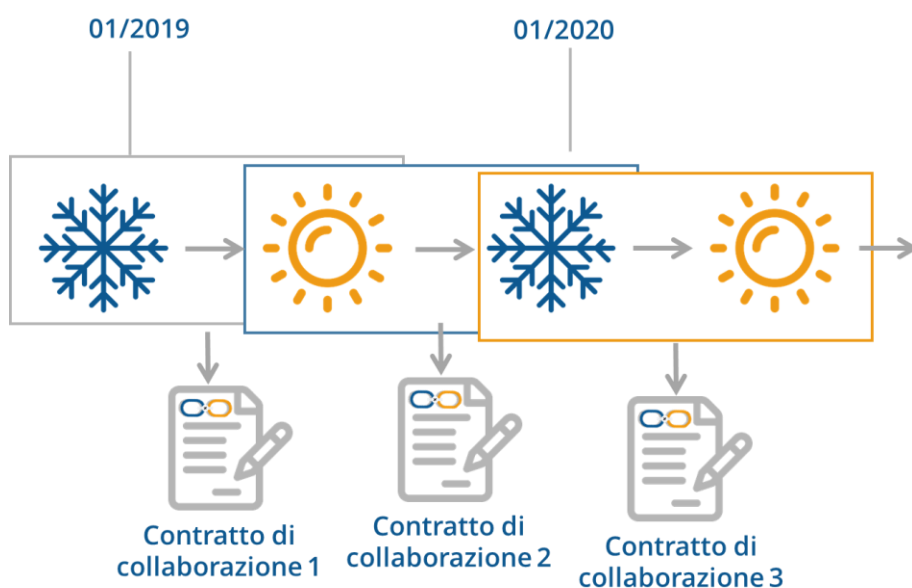 01/2019
01/2020
Contratto di
collaborazione 1
Contratto di
collaborazione 2
Contratto di
collaborazione 3